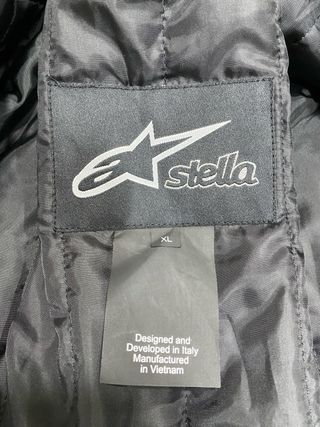 stella
XL
Designed and
Developed in Italy
Manufactured
in Vietnam